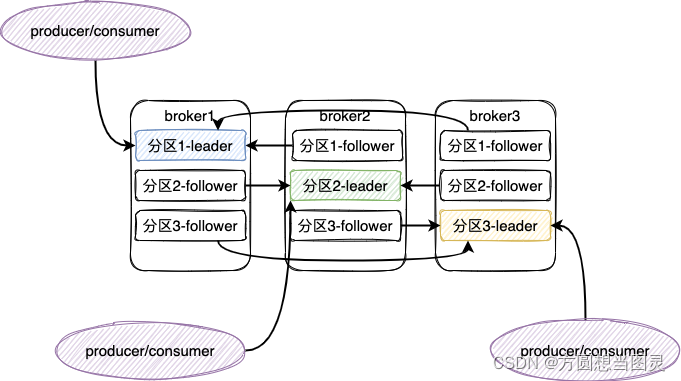 producer/consumer
broker1
broker2
broker3
分区1-leader
分区1-follower
分区1-follower
分区2-follower
分区2-leader
分区2-follower
分区3-follower
分区3-follower
分区3-leader
producer/consumer
producer/consumer
CSDN @方圆想当图灵